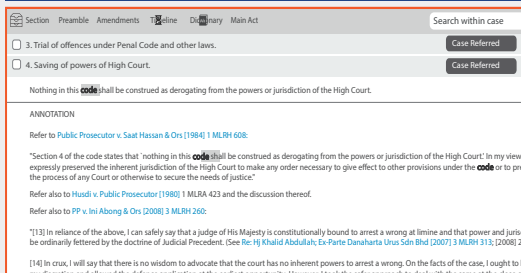 Section Preamble Amendments Timeline Dictionary Main Act Search within case
3. Trial of offences under Penal Code and other laws. Case Referred
4. Saving of powers of High Court. Case Referred
Nothing in this code shall be construed as derogating from the powers or jurisdiction of the High Court.
ANNOTATION
Refer to Public Prosecutor v. Saat Hassan & Ors [1984] 1 MLRH 608:
"Section 4 of the code states that `nothing in this code shall be construed as derogating from the powers or jurisdiction of the High Court.' In my view
expressly preserved the inherent jurisdiction of the High Court to make any order necessary to give effect to other provisions under the code or to pre
the process of any Court or otherwise to secure the needs of justice."
Refer also to Husdi v. Public Prosecutor [1980] 1 MLRA 423 and the discussion thereof.
Refer also to PP v. Ini Abong & Ors [2008] 3 MLRH 260:
"[13] In reliance of the above, I can safely say that a judge of His Majesty is constitutionally bound to arrest a wrong at limine and that power and juris
be ordinarily fettered by the doctrine of Judicial Precedent. (See Re: Hj Khalid Abdullah; Ex-Parte Danaharta Urus Sdn Bhd [2007] 3 MLRH 313; [2008] 2
[14] In crux, I will say that there is no wisdom to advocate that the court has no inherent powers to arrest a wrong. On the facts of the case, I ought to